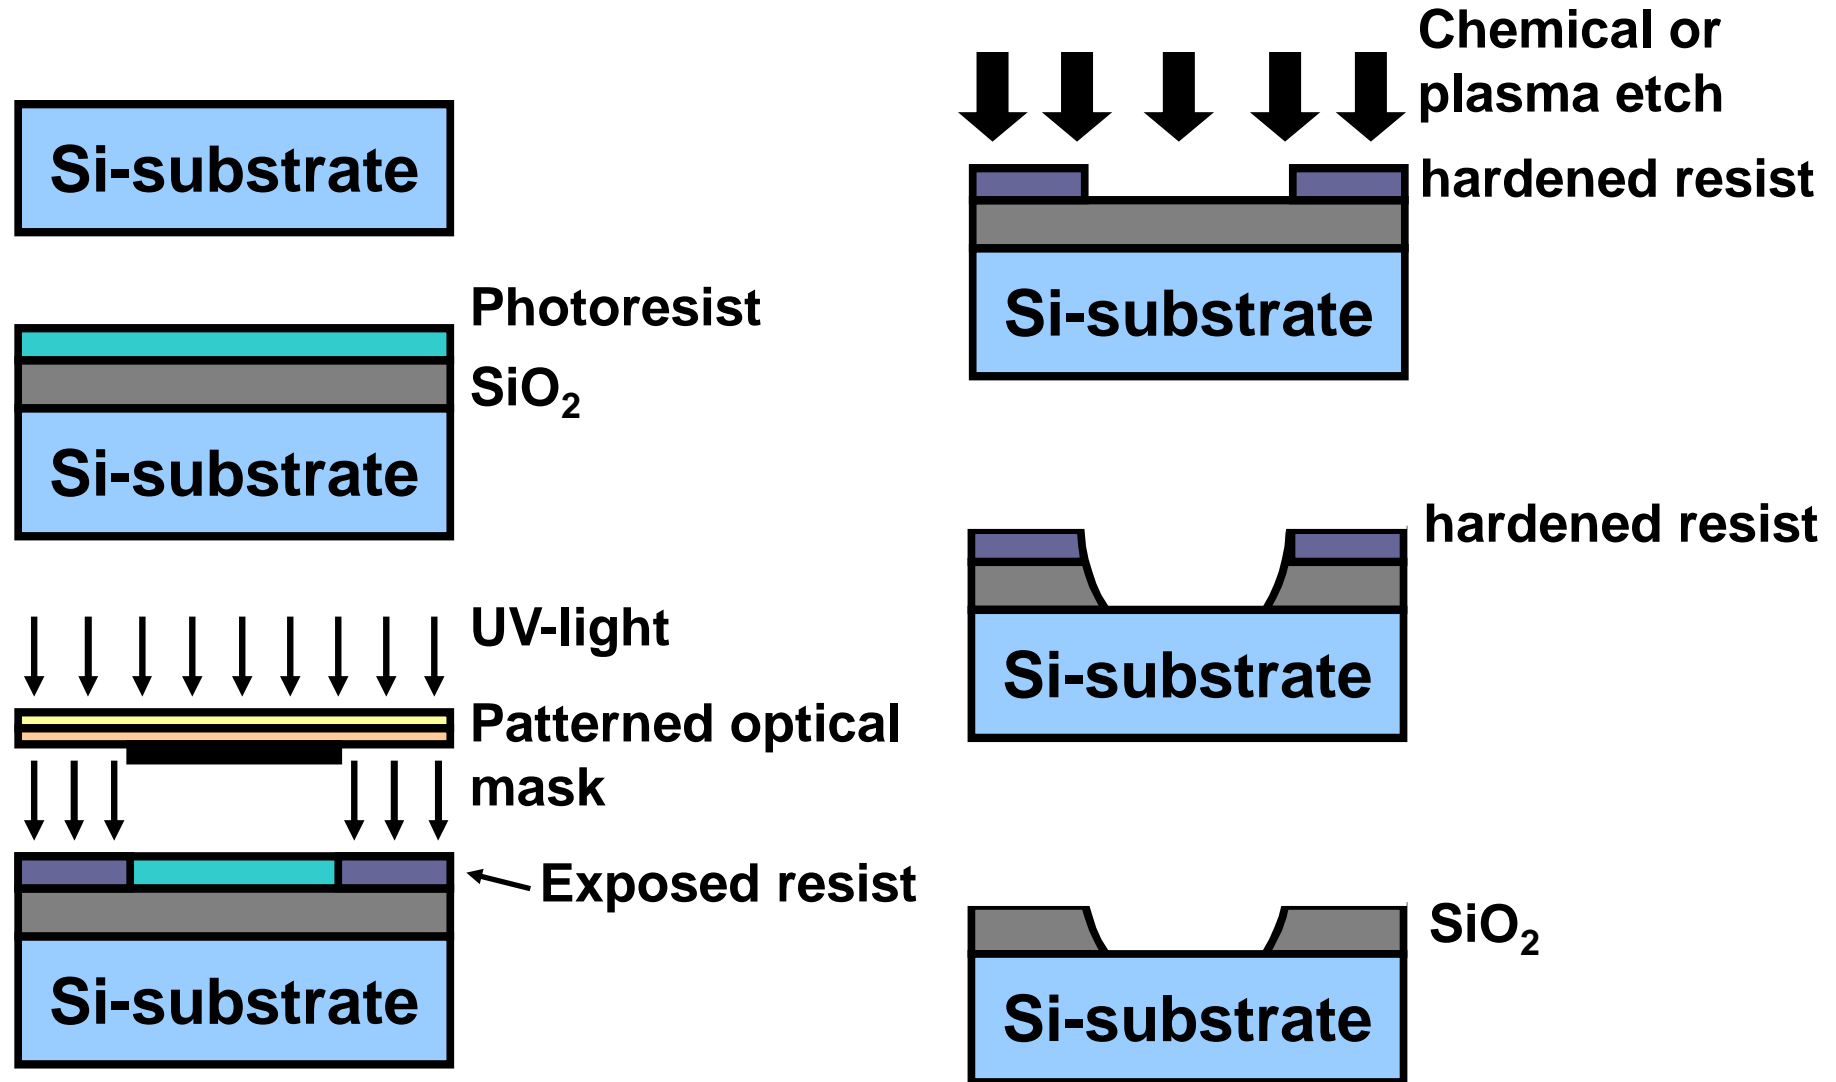 Si-substrate
Photoresist
SiO₂
Si-substrate
UV-light
Patterned optical
mask
Exposed resist
Si-substrate
Chemical or
plasma etch
hardened resist
Si-substrate
hardened resist
Si-substrate
SiO₂
Si-substrate